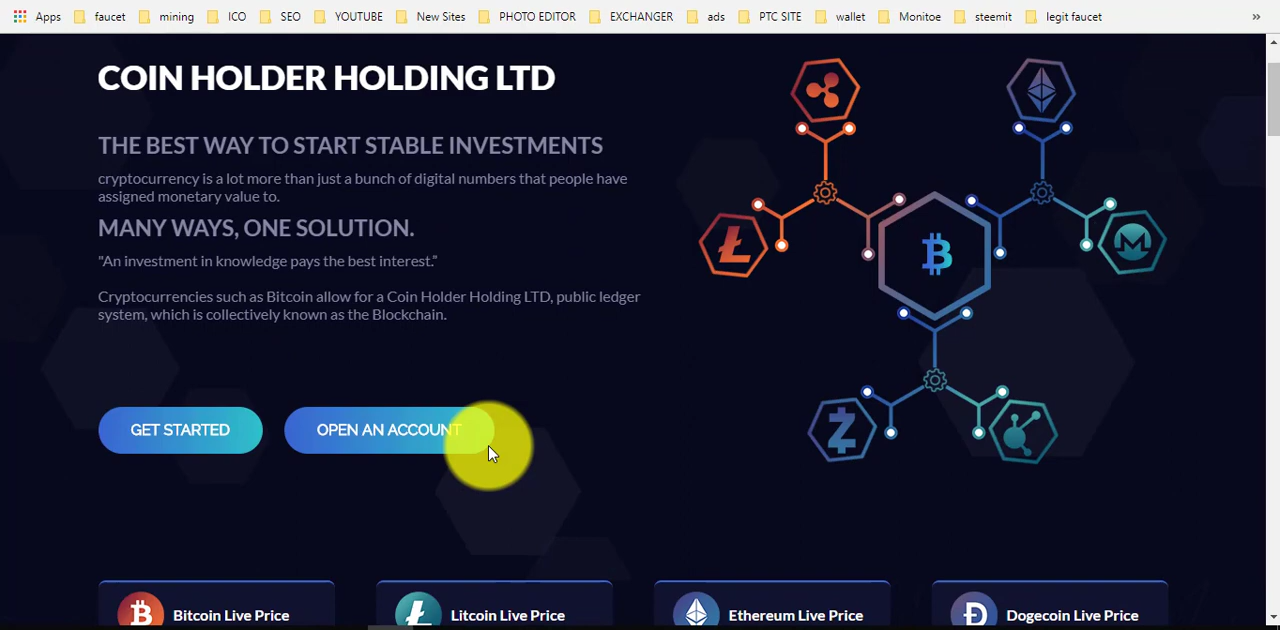 Apps faucet mining ICO SEO YOUTUBE New Sites PHOTO EDITOR EXCHANGER ads PTC SITE wallet Monitoe steemit legit faucet »
COIN HOLDER HOLDING LTD
THE BEST WAY TO START STABLE INVESTMENTS
cryptocurrency is a lot more than just a bunch of digital numbers that people have
assigned monetary value to.
MANY WAYS, ONE SOLUTION.
"An investment in knowledge pays the best interest.”
Cryptocurrencies such as Bitcoin allow for a Coin Holder Holding LTD, public ledger
system, which is collectively known as the Blockchain.
GET STARTED OPEN AN ACCOUNT
Bitcoin Live Price Litcoin Live Price Ethereum Live Price Dogecoin Live Price